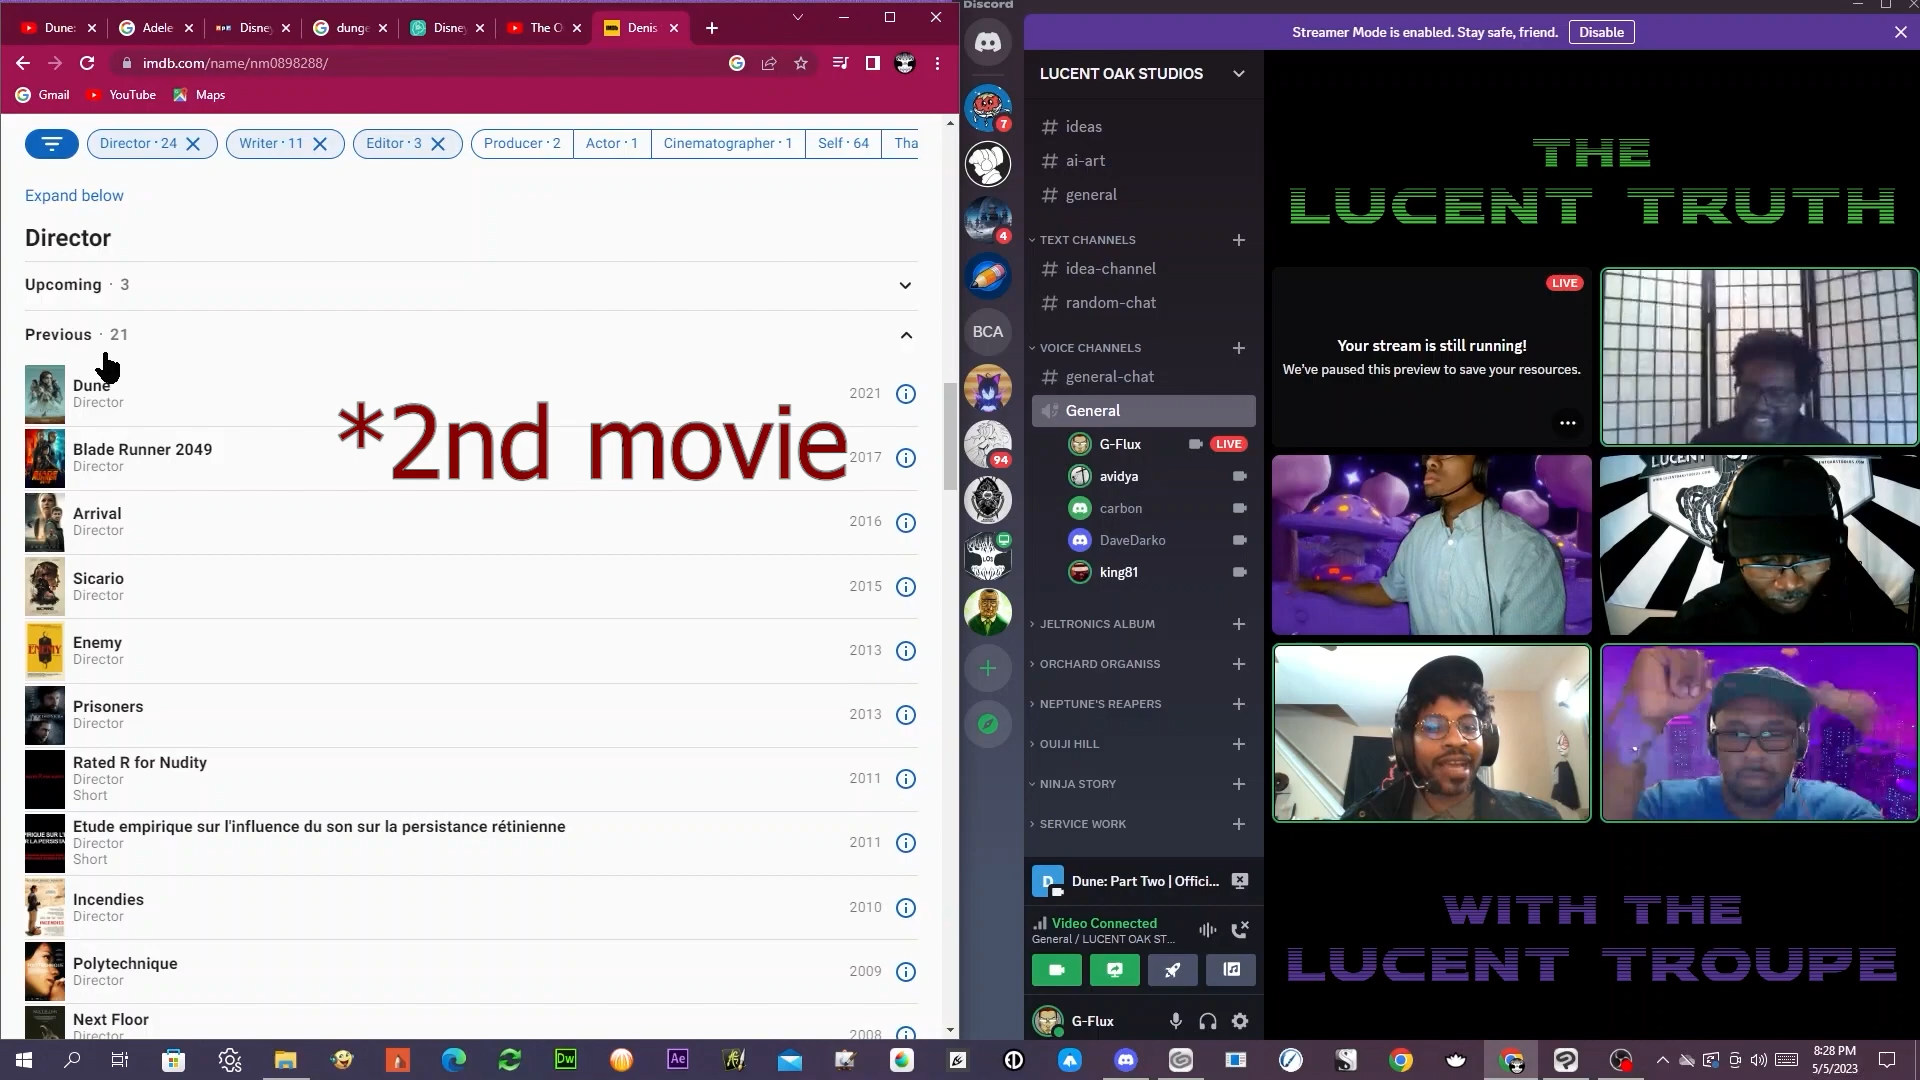 Dune:
Adele
Disney
dunge
Disney
The O
Denis
imdb.com/name/nm0898288/
Gmail
YouTube
Maps
Director · 24
Writer · 11
Editor · 3
Producer · 2
Actor · 1
Cinematographer · 1
Self · 64
Tha
Expand below
Director
Upcoming · 3
Previous · 21
Dune
Director
2021
Blade Runner 2049
Director
2017
*2nd movie
Arrival
Director
2016
Sicario
Director
2015
Enemy
Director
2013
Prisoners
Director
2013
Rated R for Nudity
Director
Short
2011
Etude empirique sur l'influence du son sur la persistance rétinienne
Director
Short
2011
Incendies
Director
2010
Polytechnique
Director
2009
Next Floor
Director
2008
Discord
Streamer Mode is enabled. Stay safe, friend.
Disable
7
4
BCA
94
LUCENT OAK STUDIOS
# ideas
# ai-art
# general
TEXT CHANNELS
# idea-channel
# random-chat
VOICE CHANNELS
# general-chat
General
G-Flux
LIVE
avidya
carbon
DaveDarko
king81
JELTRONICS ALBUM
ORCHARD ORGANISS
NEPTUNE'S REAPERS
OUIJI HILL
NINJA STORY
SERVICE WORK
D
Dune: Part Two | Offici...
Video Connected
General / LUCENT OAK ST...
G-Flux
THE
LUCENT TRUTH
LIVE
Your stream is still running!
We've paused this preview to save your resources.
WITH THE
LUCENT TROUPE
Dw
Ae
8:28 PM
5/5/2023